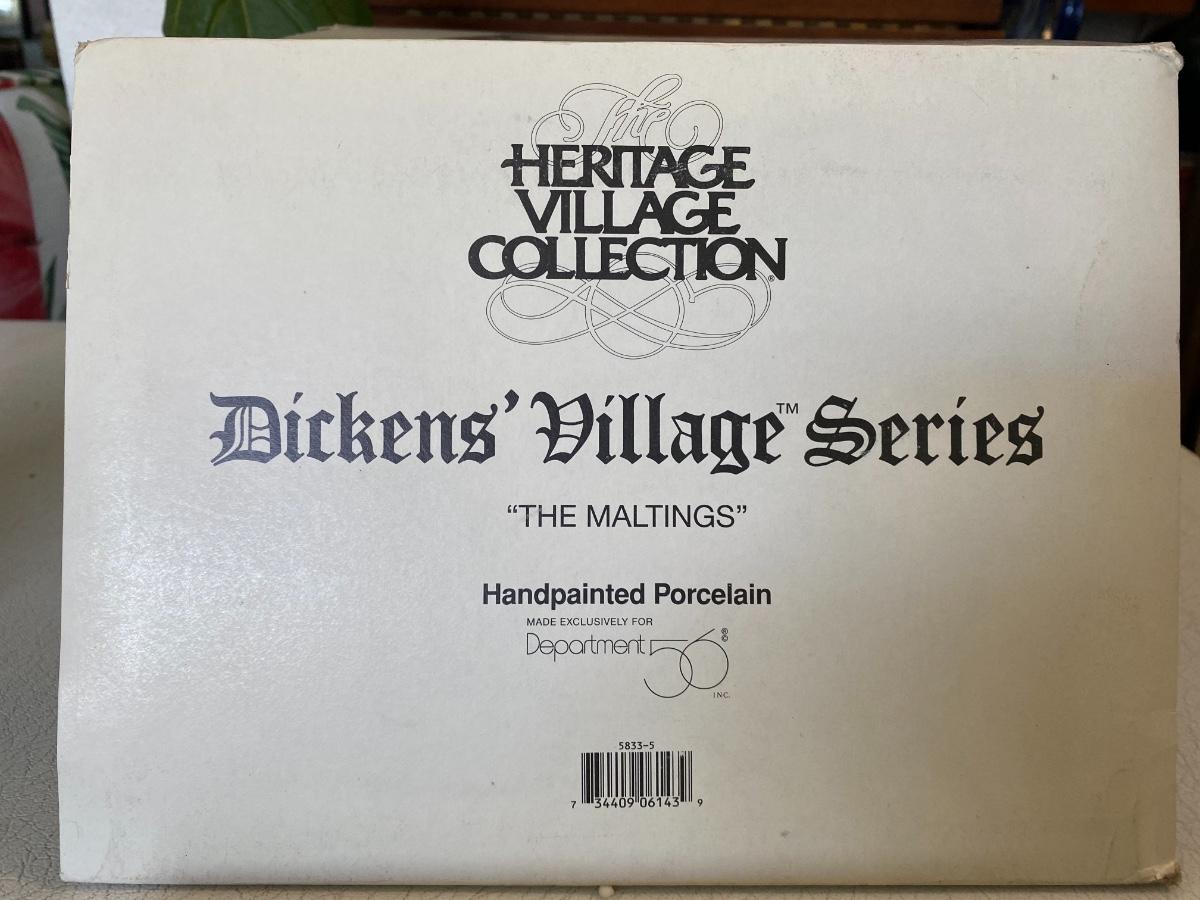 The
HERITAGE
VILLAGE
COLLECTION®
Dickens' Village™ Series
“THE MALTINGS”
Handpainted Porcelain
MADE EXCLUSIVELY FOR
Department 56 ®©
INC.
5833-5
7 34409 06143 9